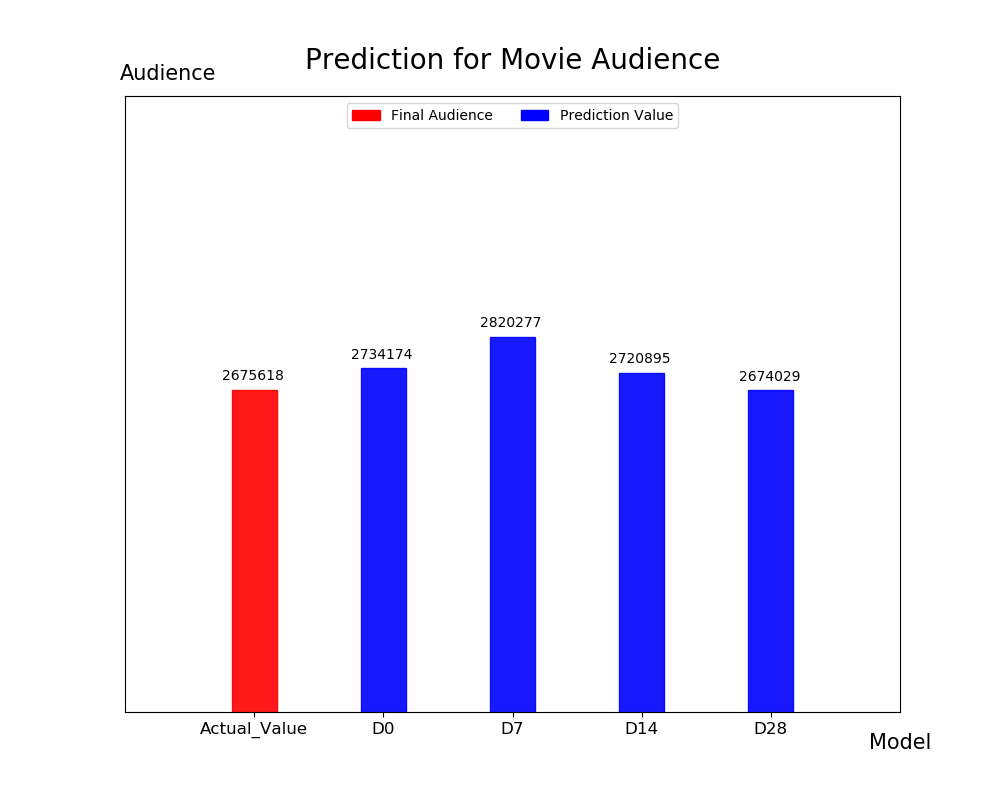 Prediction for Movie Audience
Audience
Final Audience
Prediction Value
2675618
2734174
2820277
2720895
2674029
Actual_Value
D0
D7
D14
D28
Model